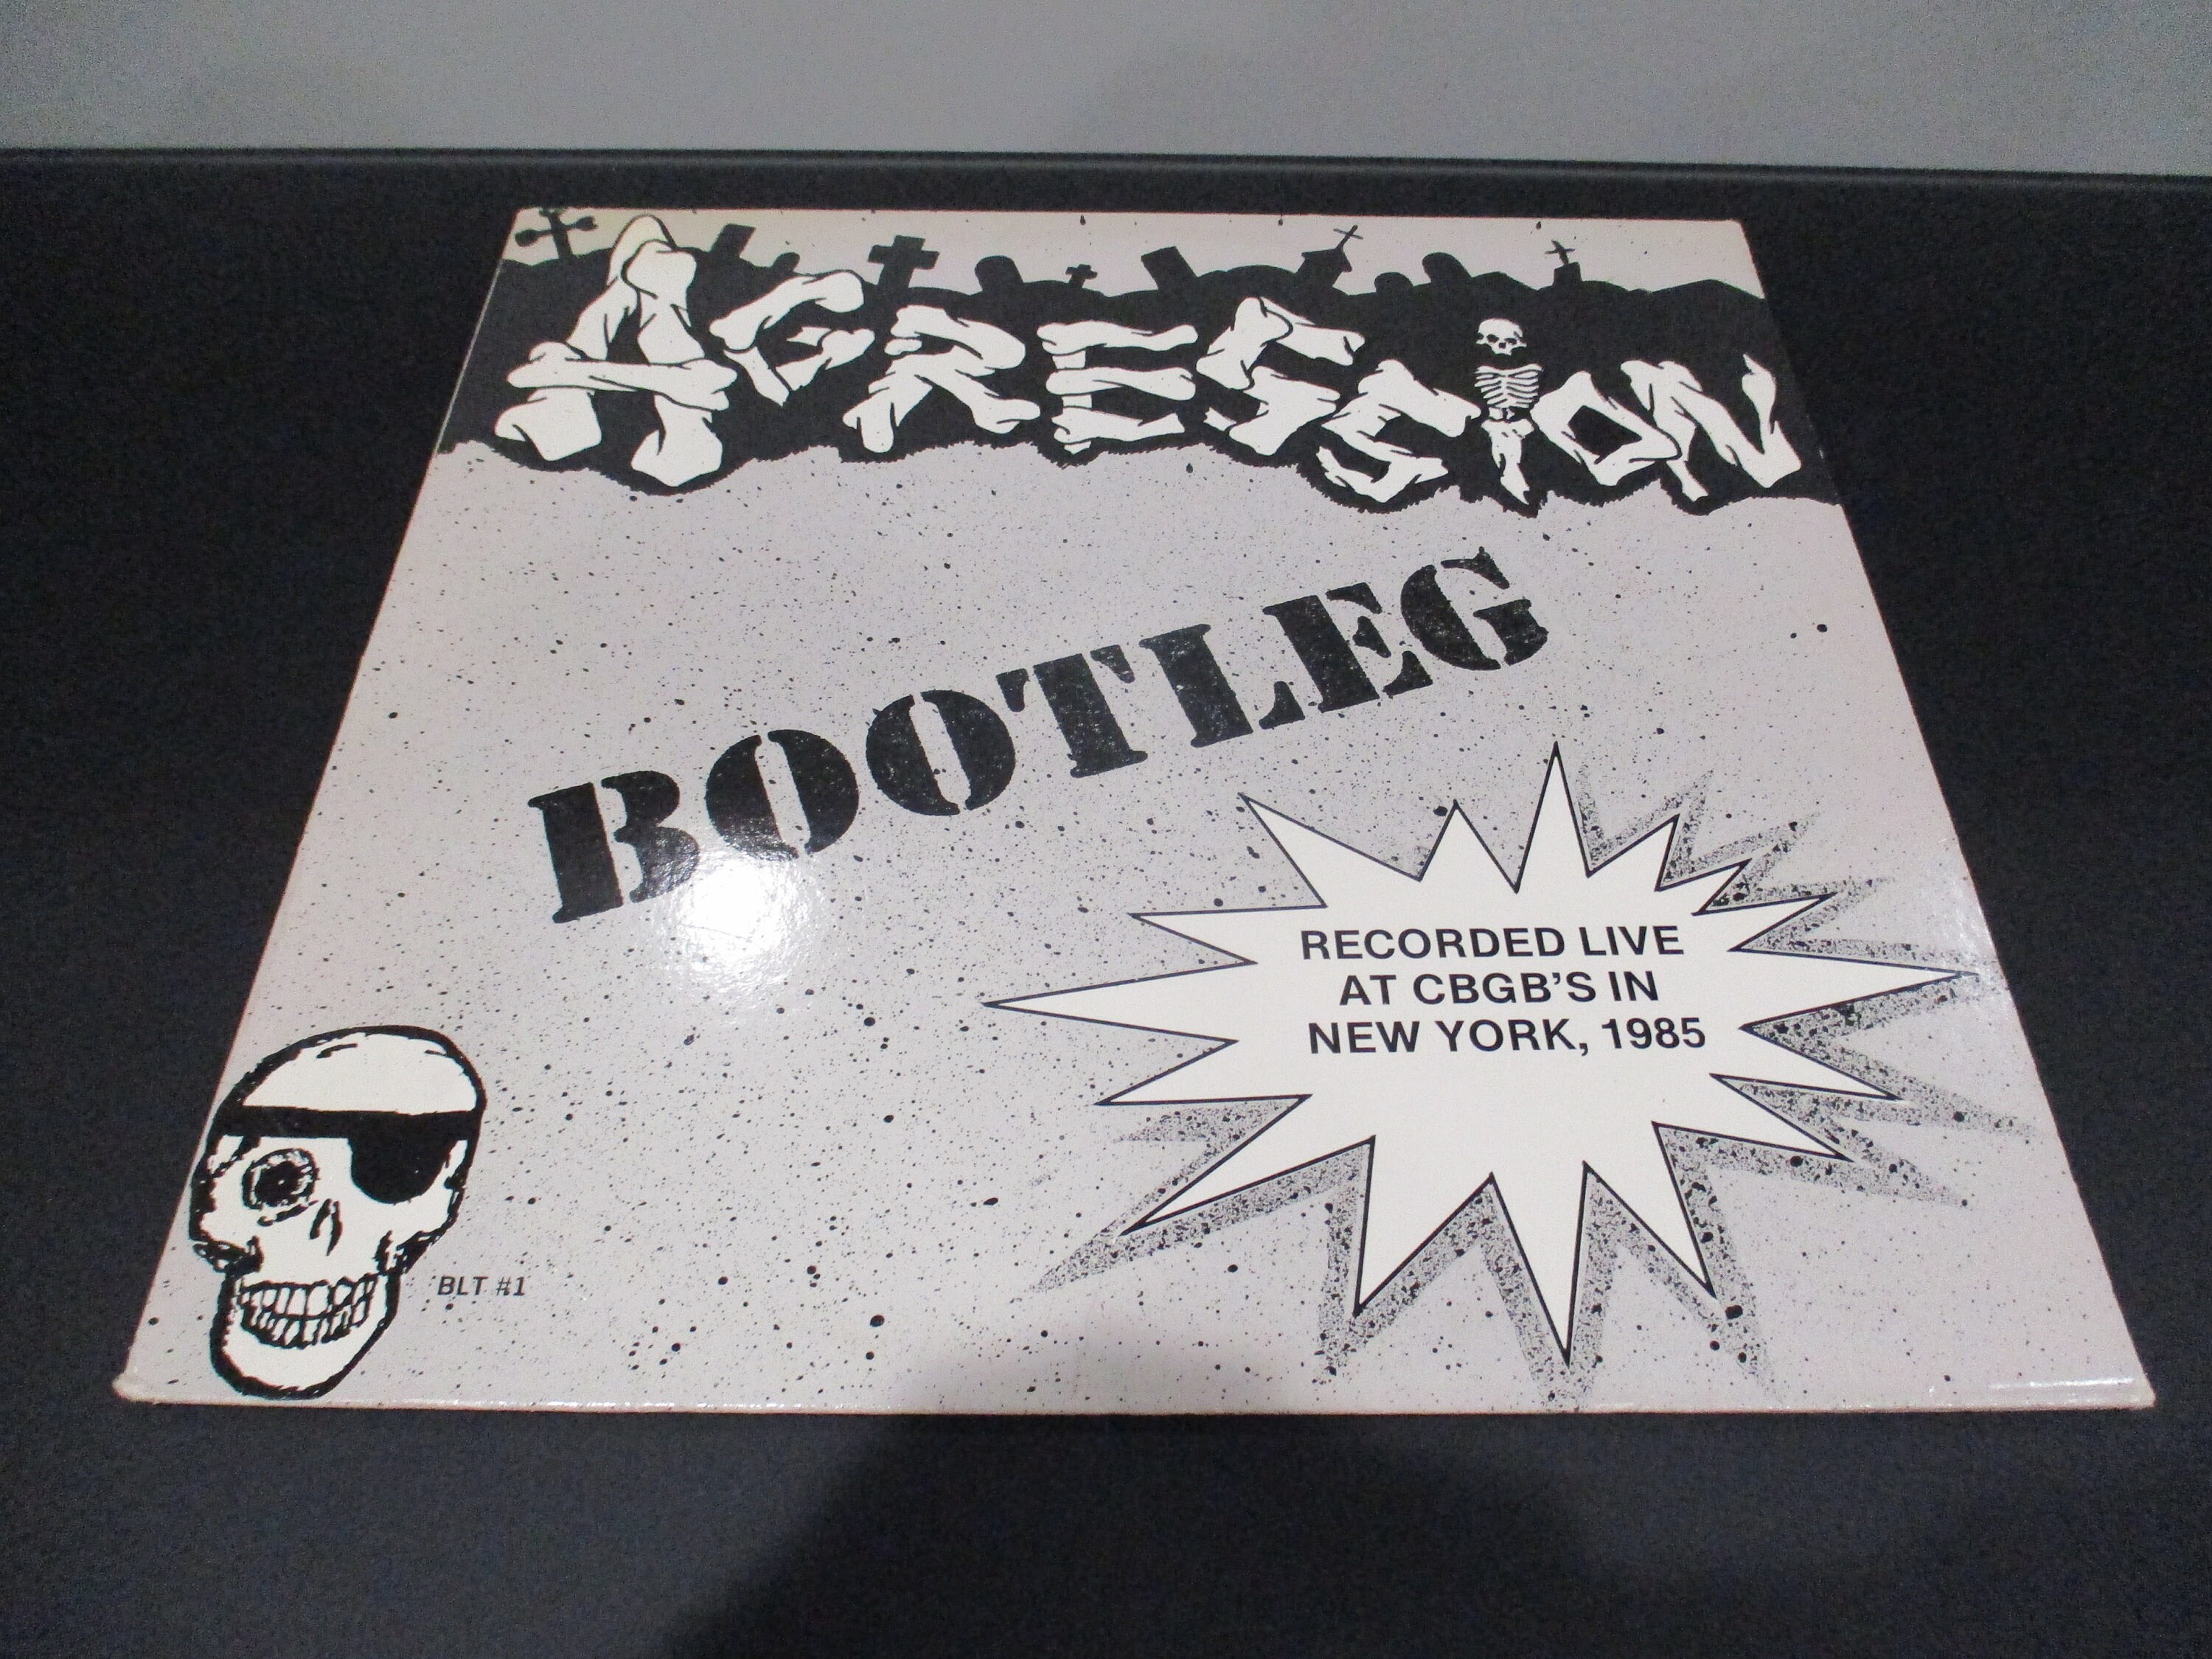 AGRESSION
BOOTLEG
RECORDED LIVE
AT CBGB'S IN
NEW YORK, 1985
BLT #1